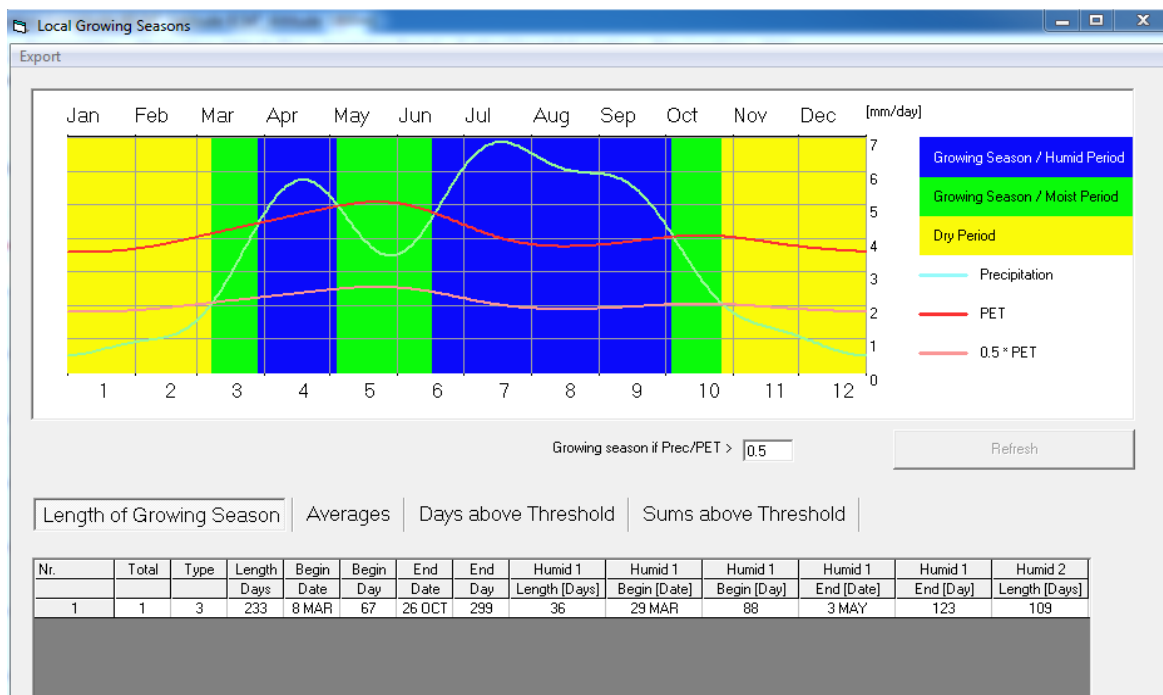 Local Growing Seasons
Export
Jan Feb Mar Apr May Jun Jul Aug Sep Oct Nov Dec [mm/day]
7
6
5
4
3
2
1
0
1 2 3 4 5 6 7 8 9 10 11 12
Growing Season / Humid Period
Growing Season / Moist Period
Dry Period
Precipitation
PET
0.5 * PET
Growing season if Prec/PET > 0.5
Refresh
Length of Growing Season Averages Days above Threshold Sums above Threshold
Nr. Total Type Length Begin Begin End End Humid 1 Humid 1 Humid 1 Humid 1 Humid 1 Humid 2
Days Date Day Date Day Length [Days] Begin [Date] Begin [Day] End [Date] End [Day] Length [Days]
1 1 3 233 8 MAR 67 26 OCT 299 36 29 MAR 88 3 MAY 123 109